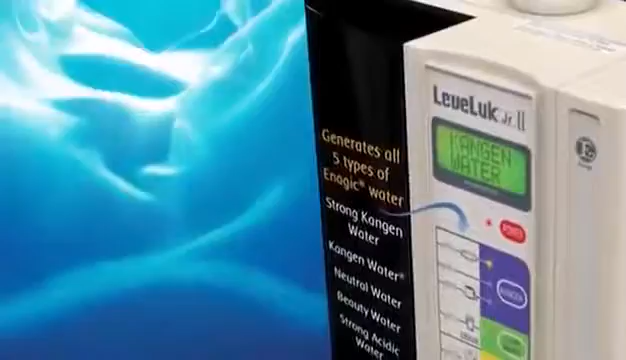 LeveLuk Jr. II
KANGEN
WATER
Generates all
5 types of
Enagic® water
Strong Kangen
Water
Kangen Water®
Neutral Water
Beauty Water
Strong Acidic
Water
POWER
KANGEN